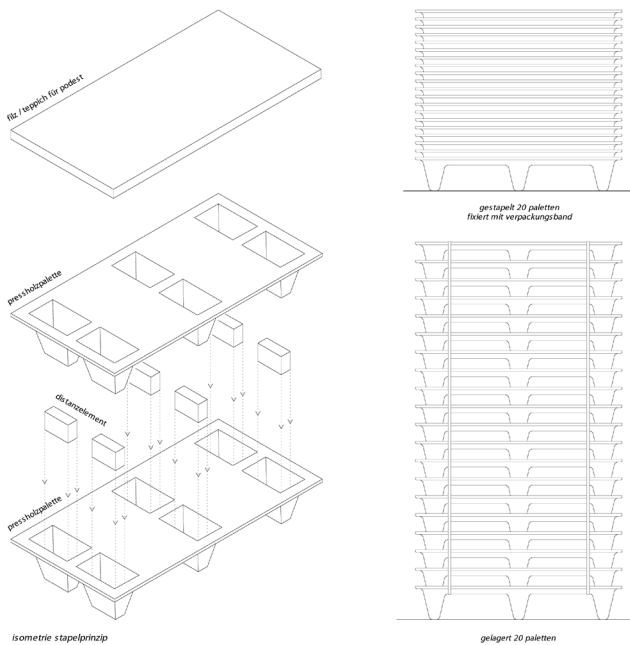 filz / teppich für podest
pressholzpalette
distanzelement
pressholzpalette
isometrie stapelprinzip
gestapelt 20 paletten
fixiert mit verpackungsband
gelagert 20 paletten